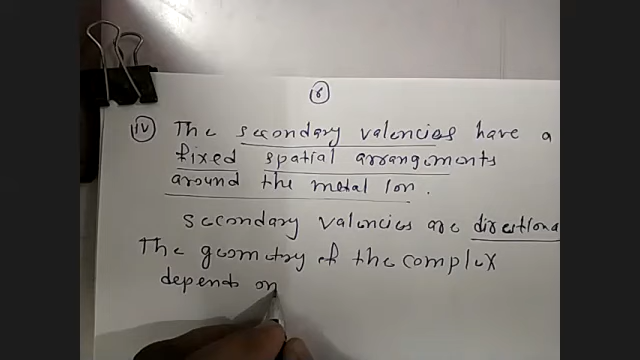 6
IV The secondary valencies have a
fixed spatial arrangements
around the metal Ion.
Secondary valencies are directiona
The geometry of the complex
depends on